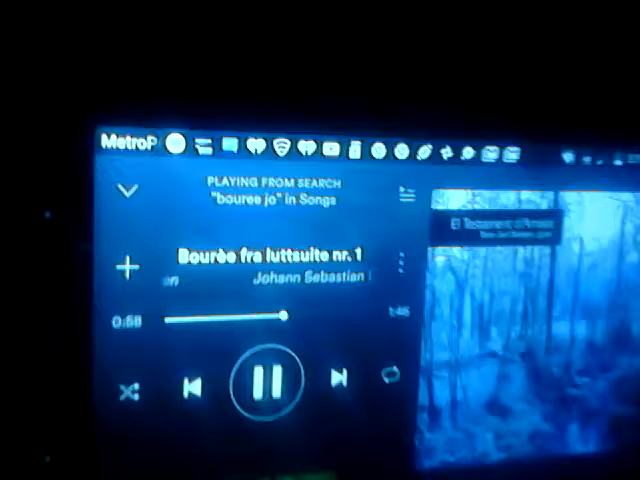 MetroP
PLAYING FROM SEARCH
"bouree jo" in Songs
Bourèe fra luttsuite nr. 1
Johann Sebastian
0:58
1:46
El Testament d'Amelia